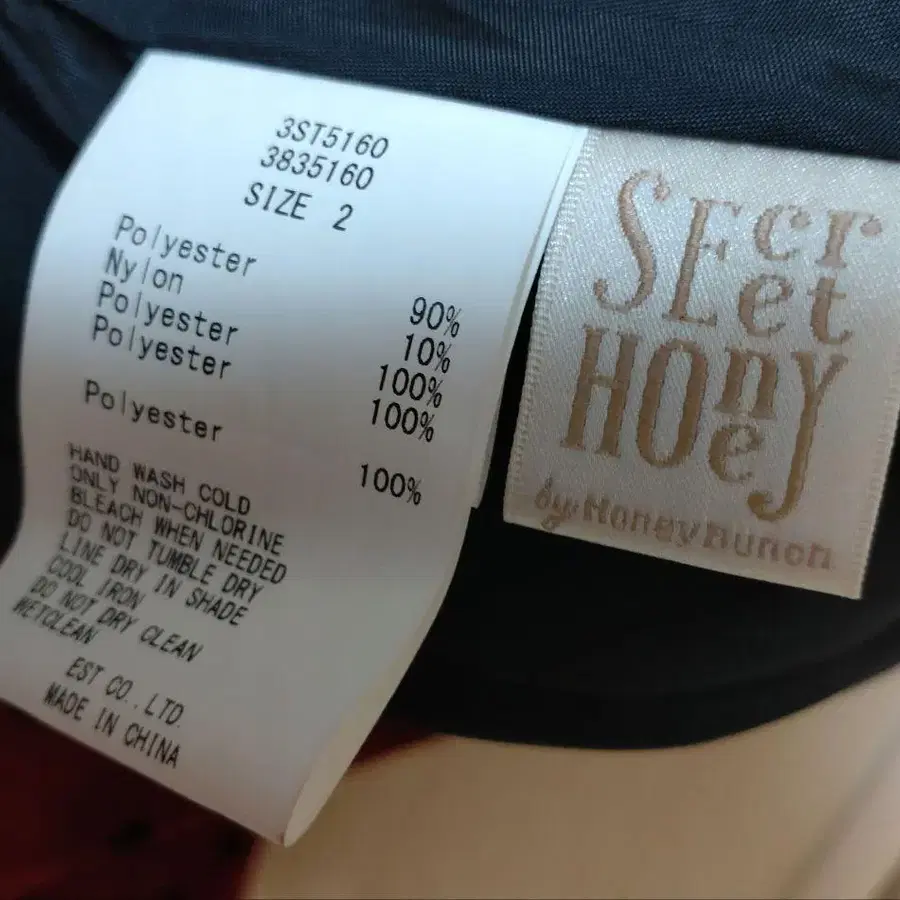 3ST5160
3835160
SIZE 2
Polyester 90%
Nylon 10%
Polyester 100%
Polyester 100%
Polyester 100%
HAND WASH COLD
ONLY NON-CHLORINE
BLEACH WHEN NEEDED
DO NOT TUMBLE DRY
LINE DRY IN SHADE
COOL IRON
DO NOT DRY CLEAN
WETCLEAN
EST CO.,LTD.
MADE IN CHINA
SEcret
HOney
by Honey Bunch